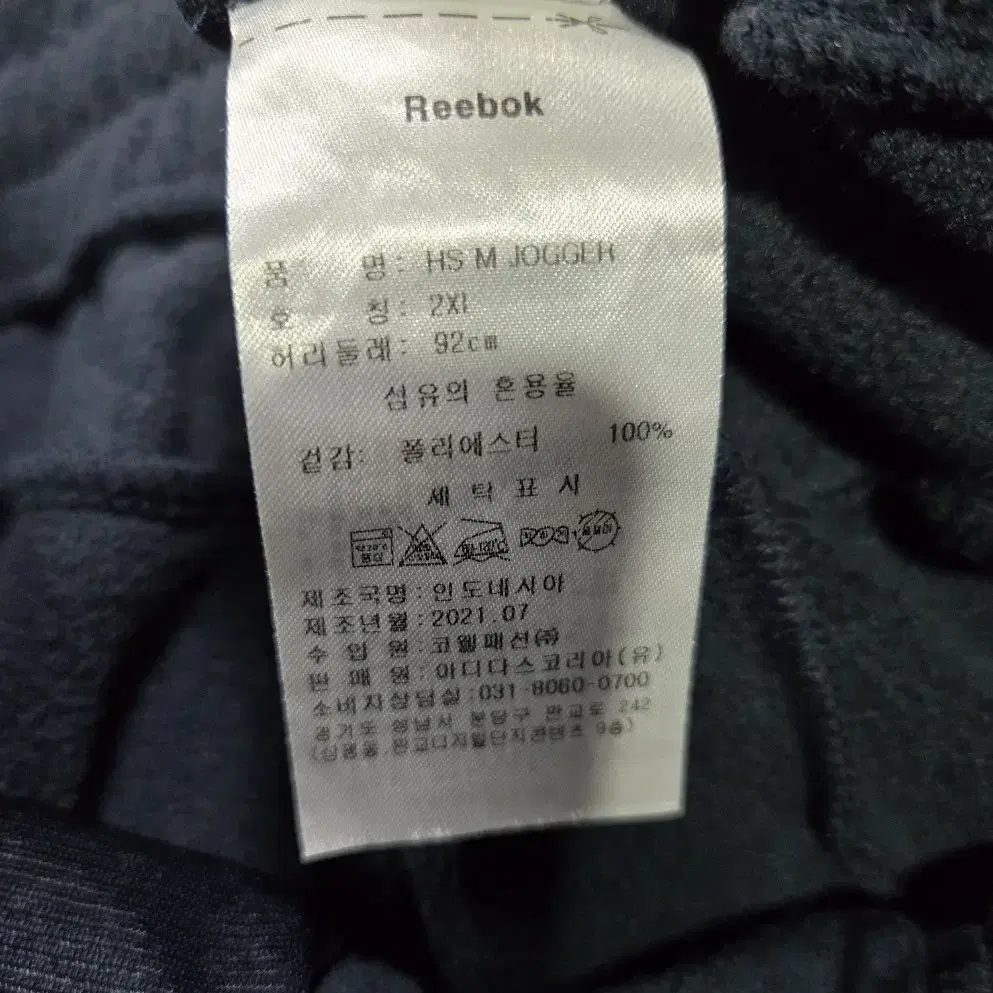 Reebok
품 명: HS M JOGGER
호 칭: 2XL
허리둘레: 92cm
섬유의 혼용율
겉감: 폴리에스터 100%
세 탁 표 시
제조국명:인도네시아
제조년월:2021.07
수 입 원:코웰패션(주)
판 매 원:아디다스코리아(유)
소비자상담실:031-8060-0700
경기도 성남시 분당구 판교로 242